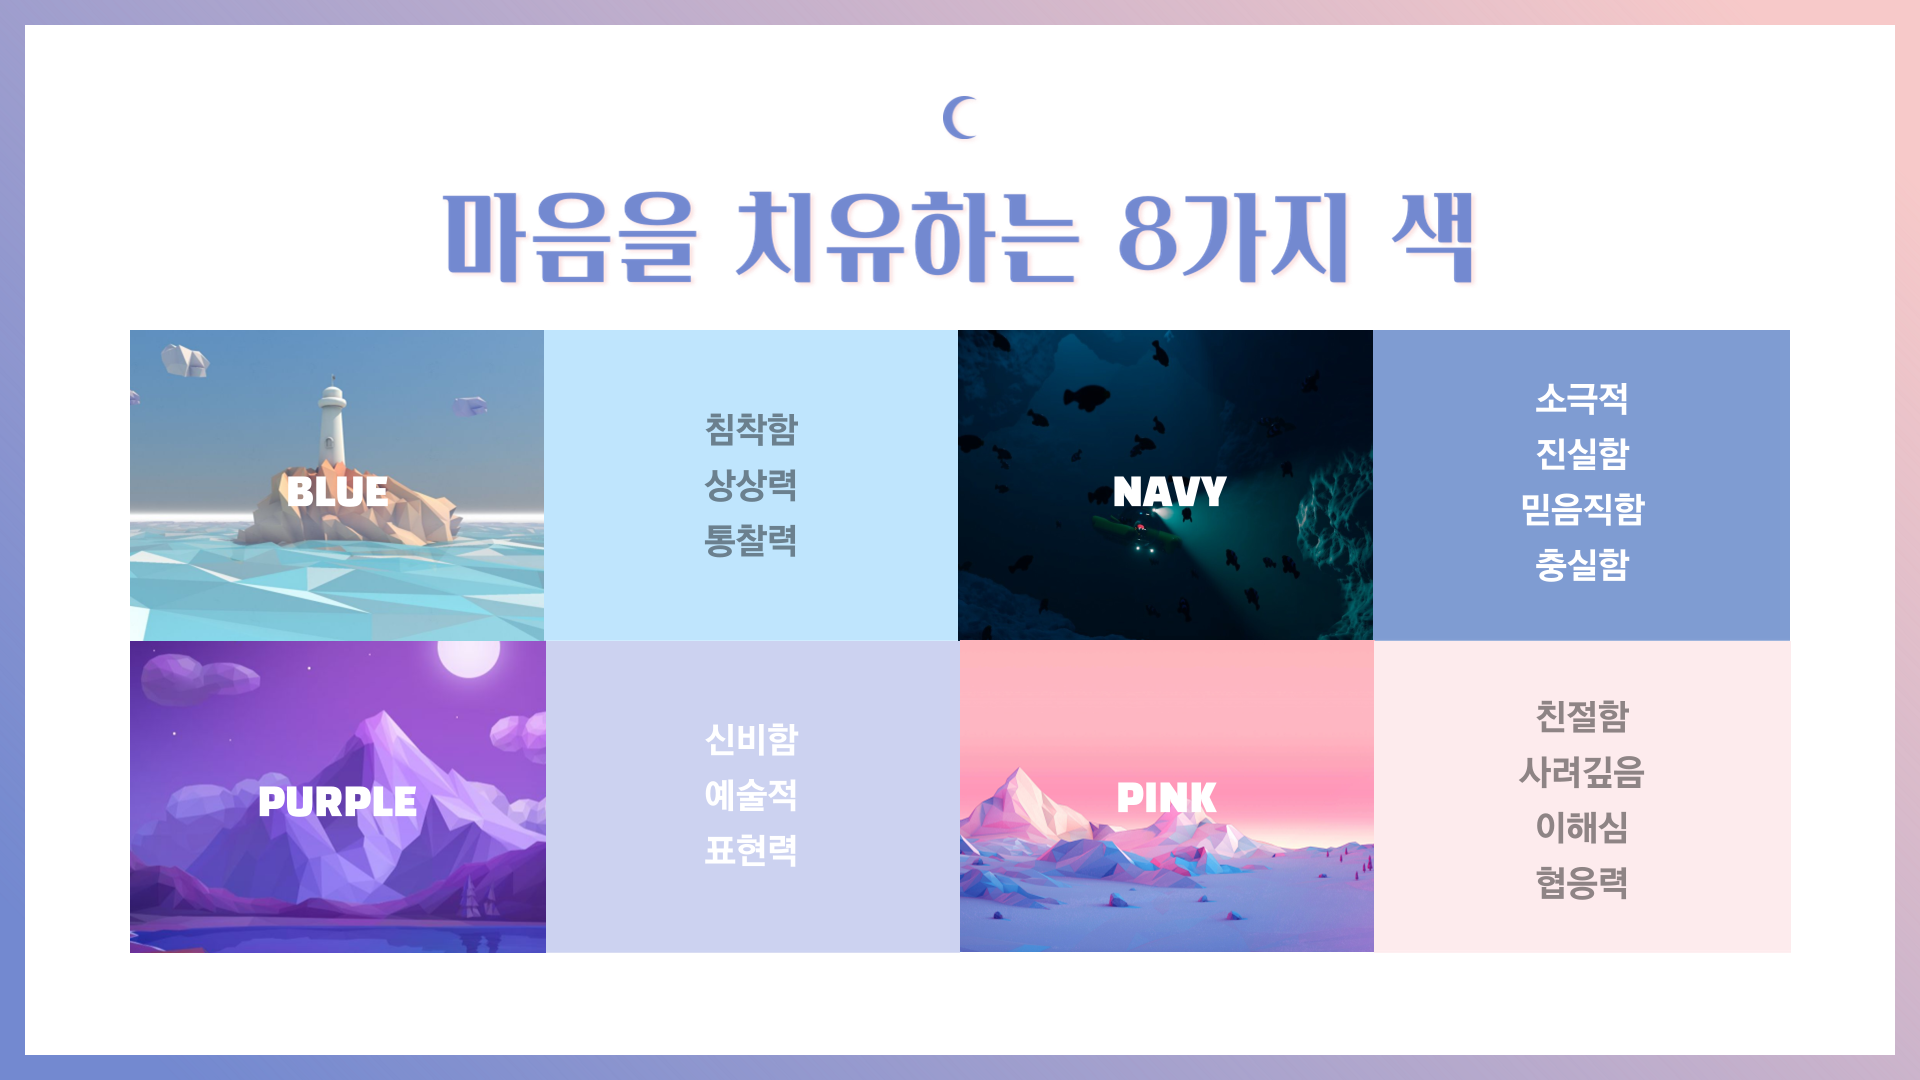 마음을 치유하는 8가지 색
BLUE
침착함
상상력
통찰력
NAVY
소극적
진실함
믿음직함
충실함
PURPLE
신비함
예술적
표현력
PINK
친절함
사려깊음
이해심
협응력